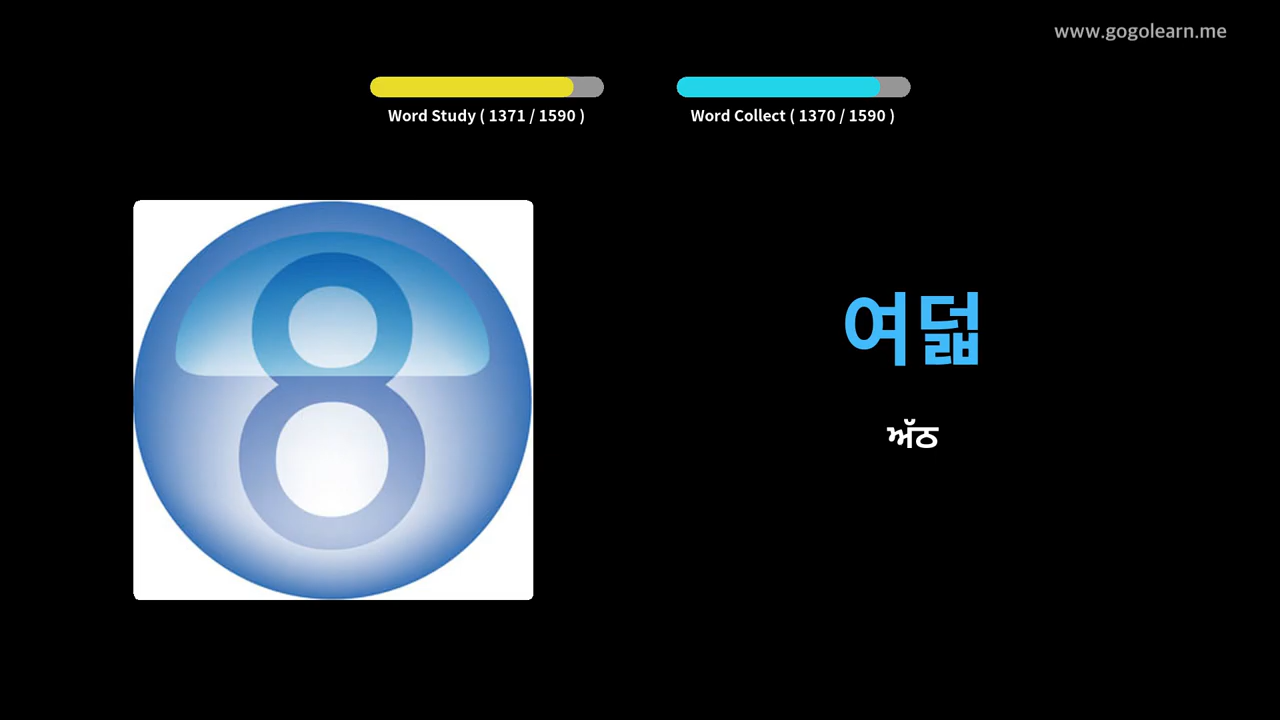 www.gogolearn.me
Word Study ( 1371 / 1590 )
Word Collect ( 1370 / 1590 )
8
여덟
ਅੱਠ